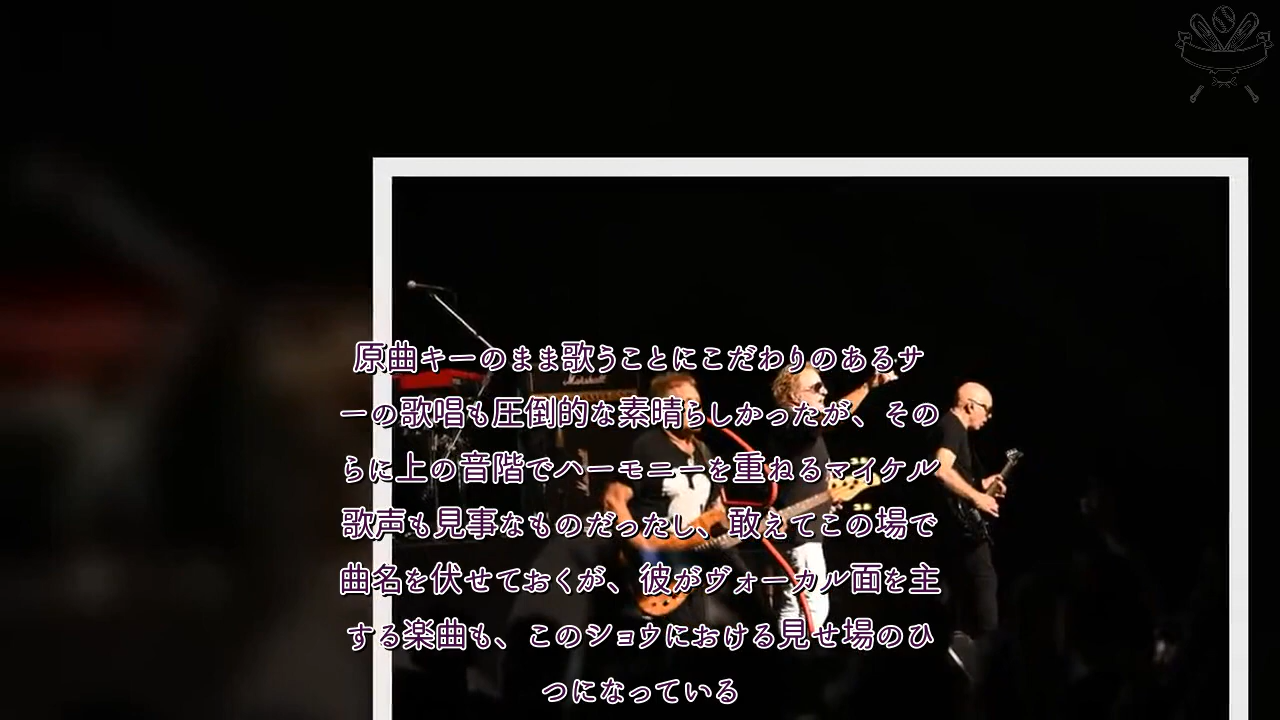 原曲キーのまま歌うことにこだわりのあるサ
ーの歌唱も圧倒的な素晴らしかったが、その
らに上の音階でハーモニーを重ねるマイケル
歌声も見事なものだったし、敢えてこの場で
曲名を伏せておくが、彼がヴォーカル面を主
する楽曲も、このショウにおける見せ場のひ
つになっている
Marshall